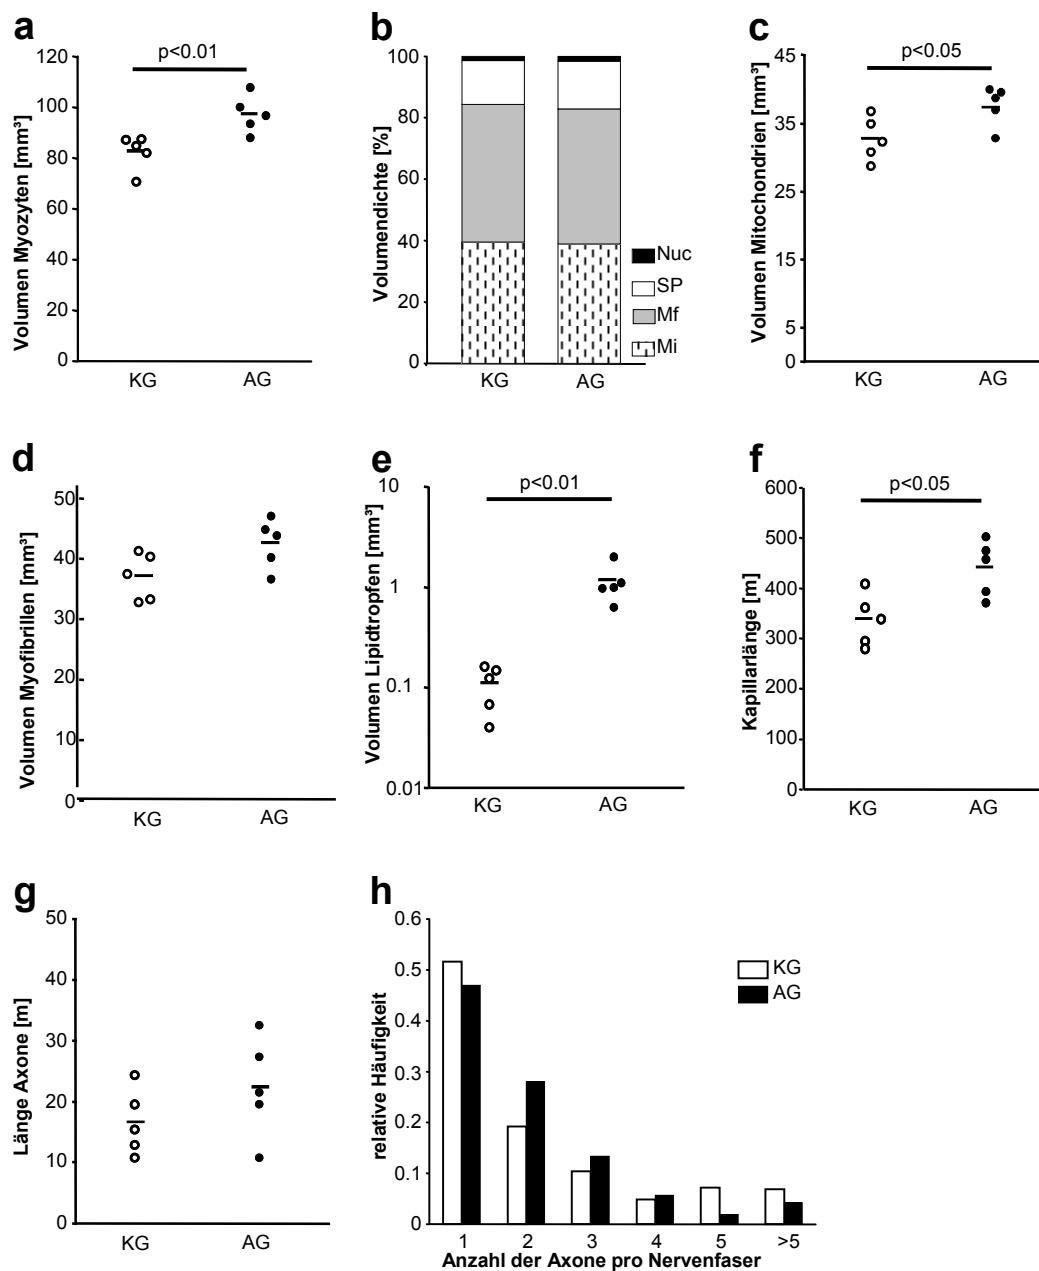 a
p<0.01
120
100
80
60
40
20
0
Volumen Myozyten [mm³]
KG AG
b
100
80
60
40
20
0
Volumendichte [%]
Nuc
SP
Mf
Mi
KG AG
c
p<0.05
45
35
25
15
5
0
Volumen Mitochondrien [mm³]
KG AG
d
50
40
30
20
10
0
Volumen Myofibrillen [mm³]
KG AG
e
p<0.01
10
1
0.1
0.01
Volumen Lipidtropfen [mm³]
KG AG
f
p<0.05
600
500
400
300
200
100
0
Kapillarlänge [m]
KG AG
g
50
40
30
20
10
0
Länge Axone [m]
KG AG
h
0.6
0.5
0.4
0.3
0.2
0.1
0
relative Häufigkeit
KG
AG
1 2 3 4 5 >5
Anzahl der Axone pro Nervenfaser